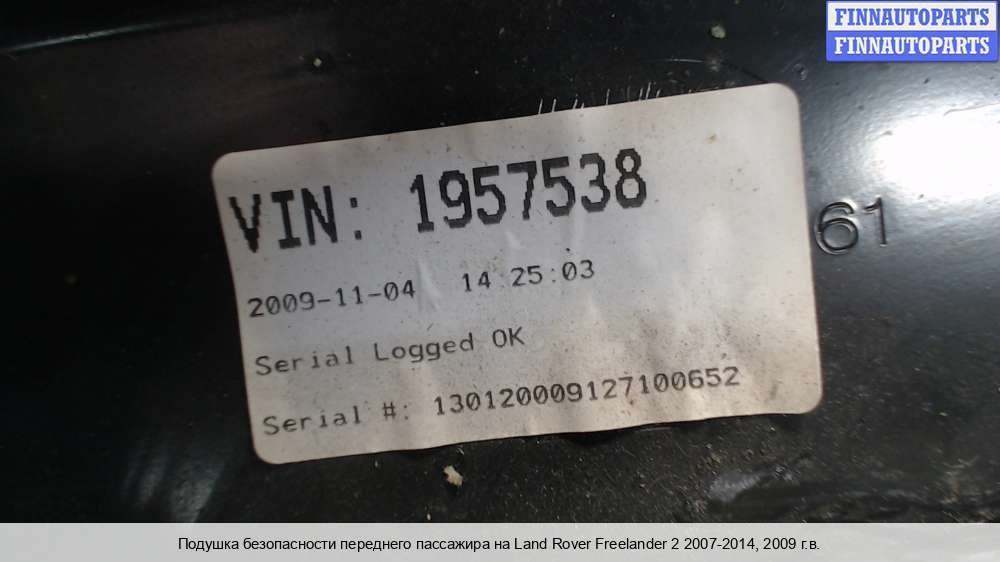 FINNAUTOPARTS
FINNAUTOPARTS
VIN: 1957538
61
2009-11-04 14:25:03
Serial Logged OK
Serial #: 130120009127100652
Подушка безопасности переднего пассажира на Land Rover Freelander 2 2007-2014, 2009 г.в.